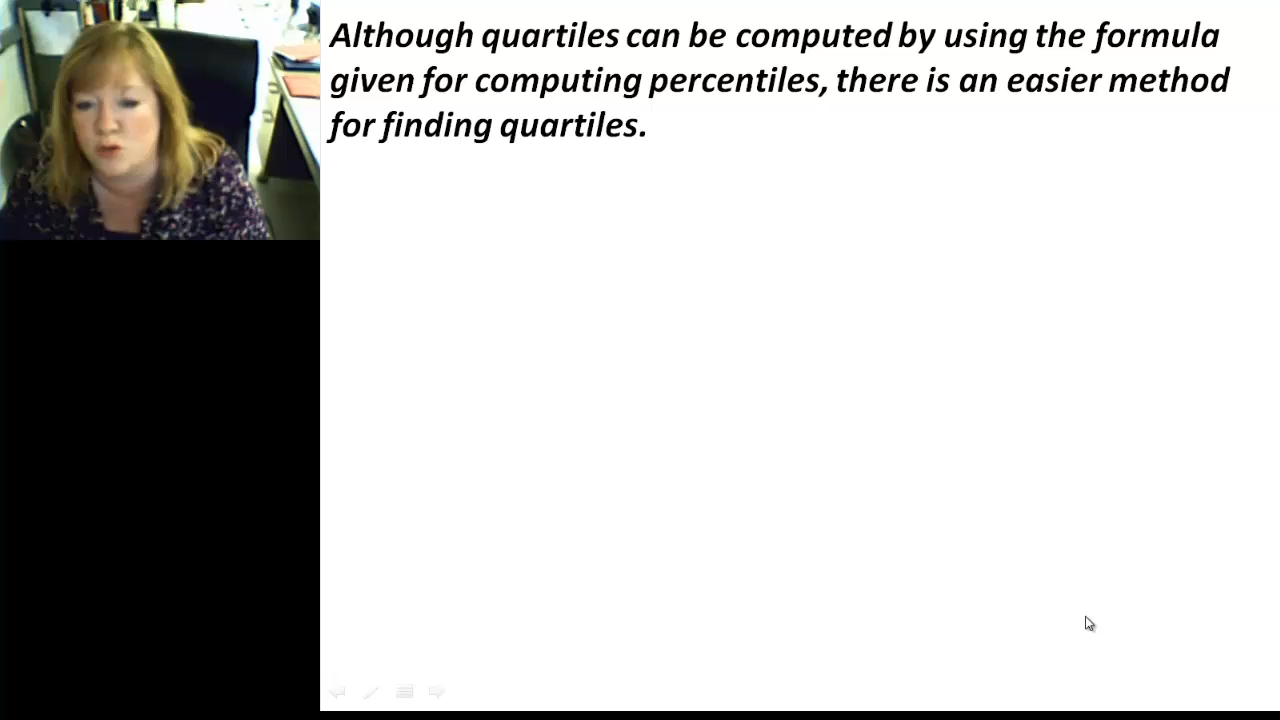 Although quartiles can be computed by using the formula
given for computing percentiles, there is an easier method
for finding quartiles.